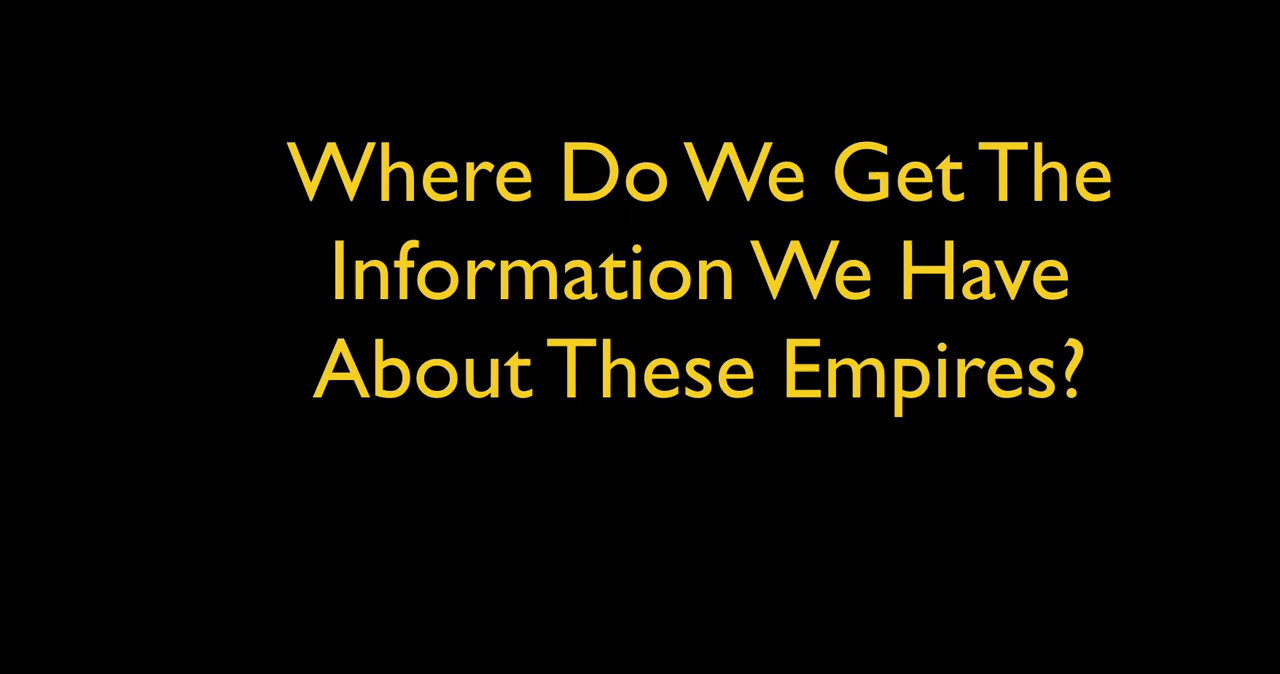 Where Do We Get The
Information We Have
About These Empires?